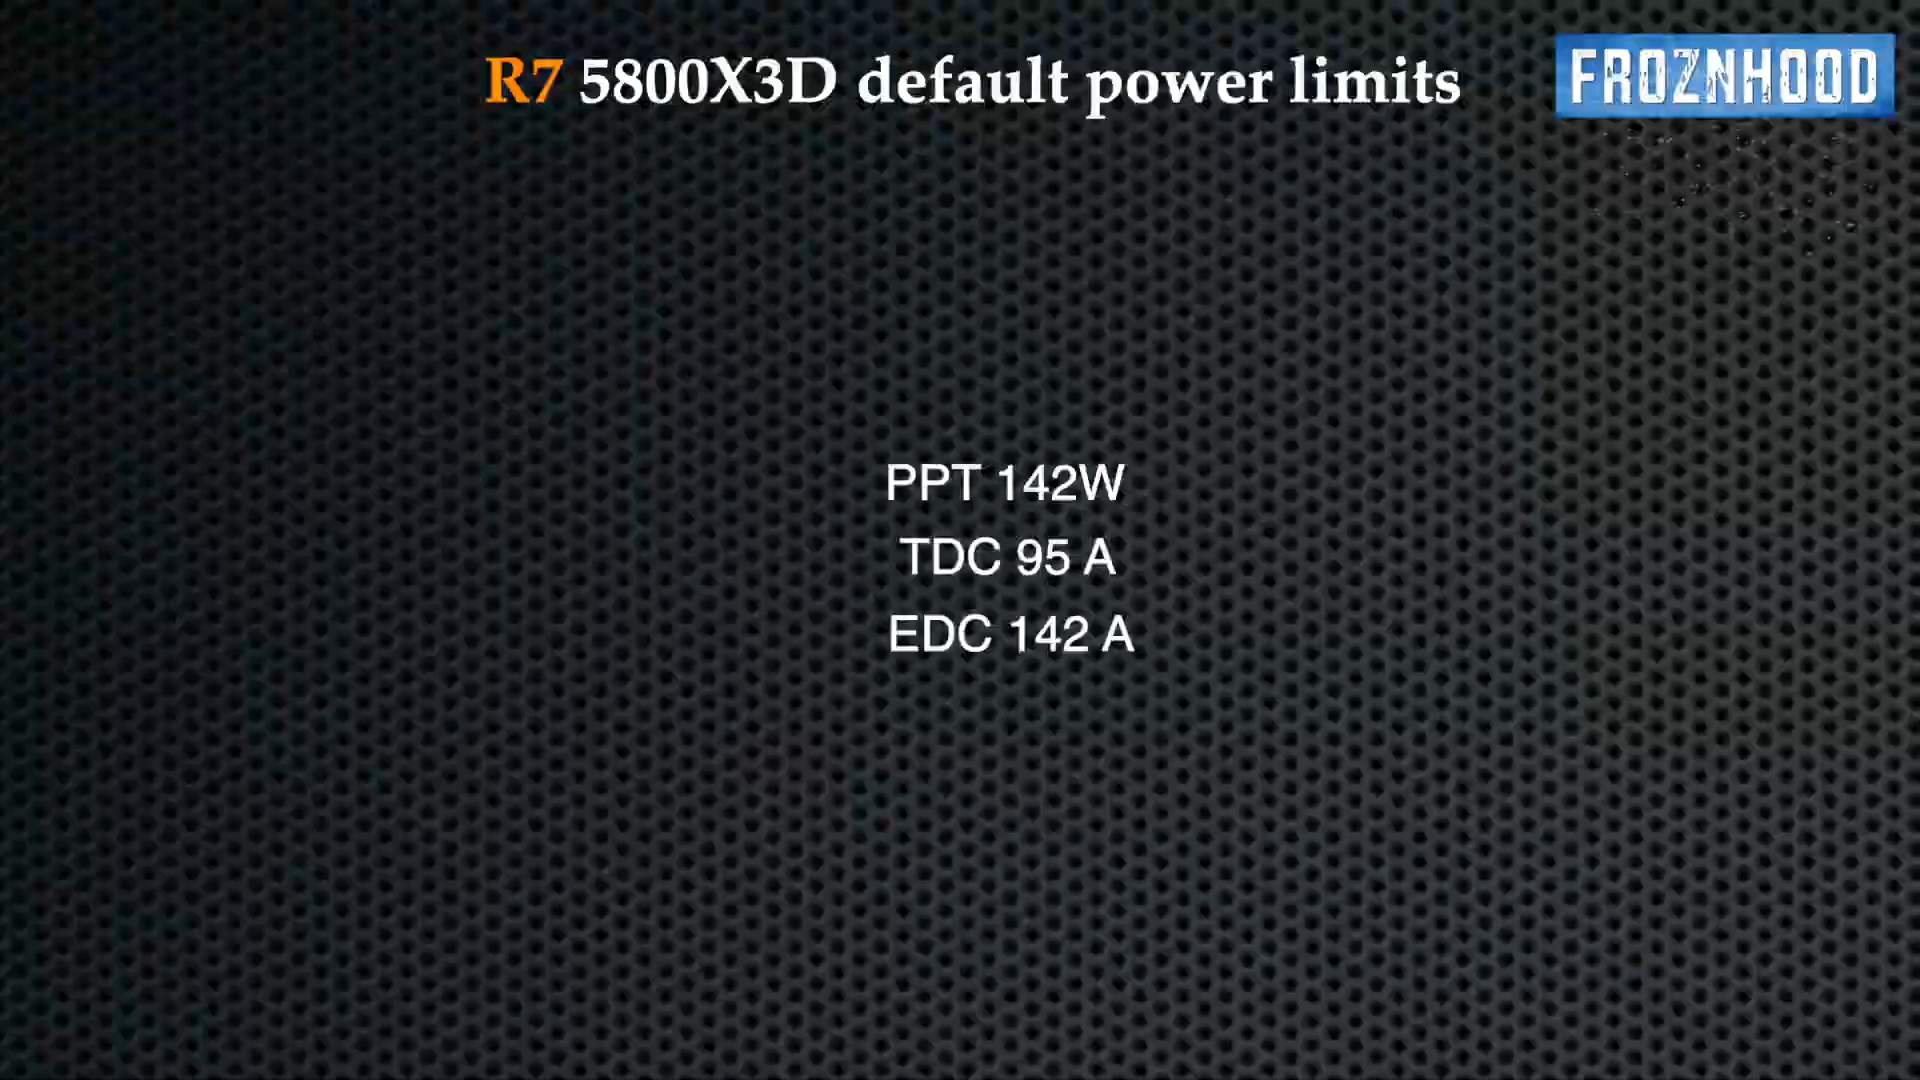 R7 5800X3D default power limits
FROZNHOOD
PPT 142W
TDC 95 A
EDC 142 A